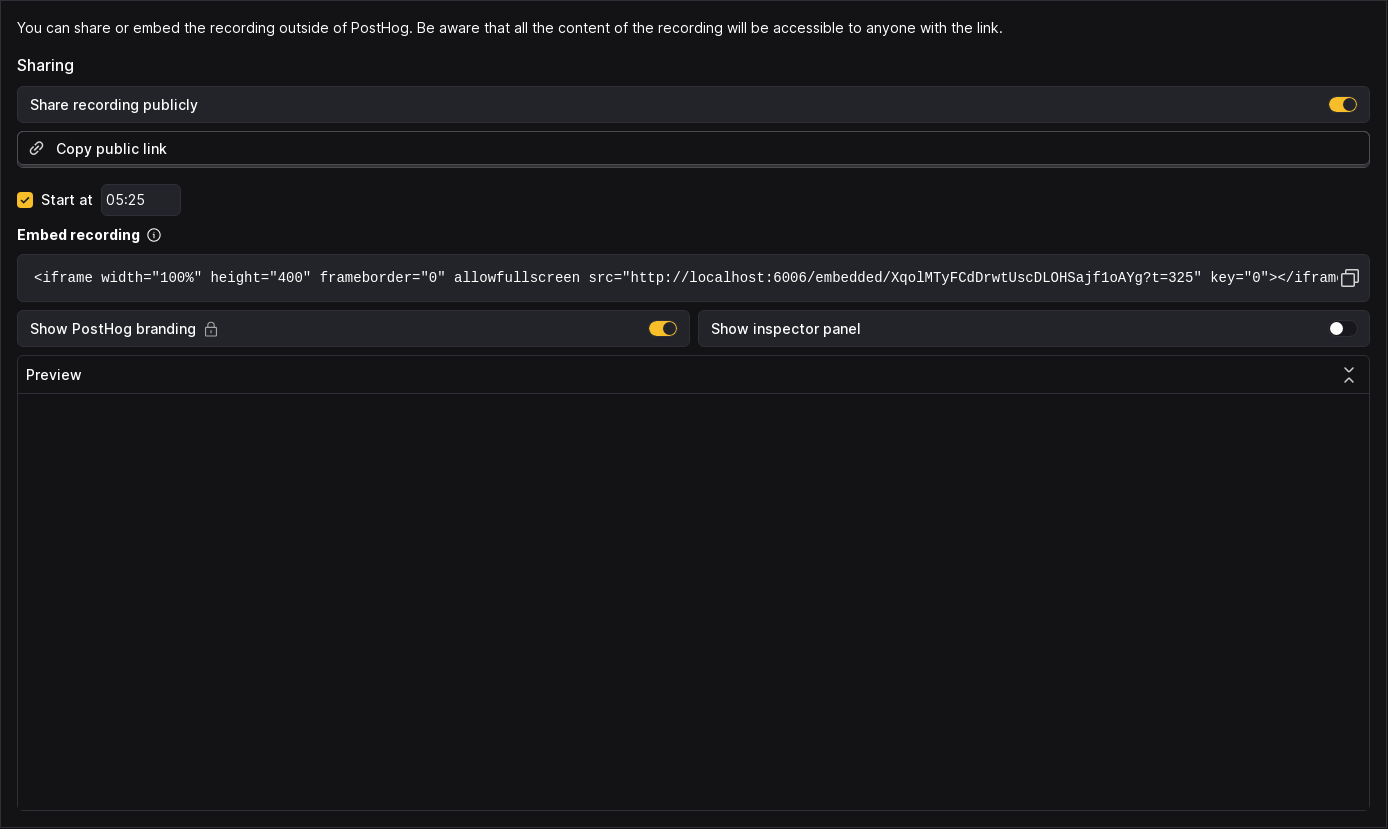 You can share or embed the recording outside of PostHog. Be aware that all the content of the recording will be accessible to anyone with the link.
Sharing
Share recording publicly
Copy public link
Start at 05:25
Embed recording
<iframe width="100%" height="400" frameborder="0" allowfullscreen src="http://localhost:6006/embedded/XqolMTyFCdDrwtUscDLOHSajf1oAYg?t=325" key="0"></ifram
Show PostHog branding
Show inspector panel
Preview